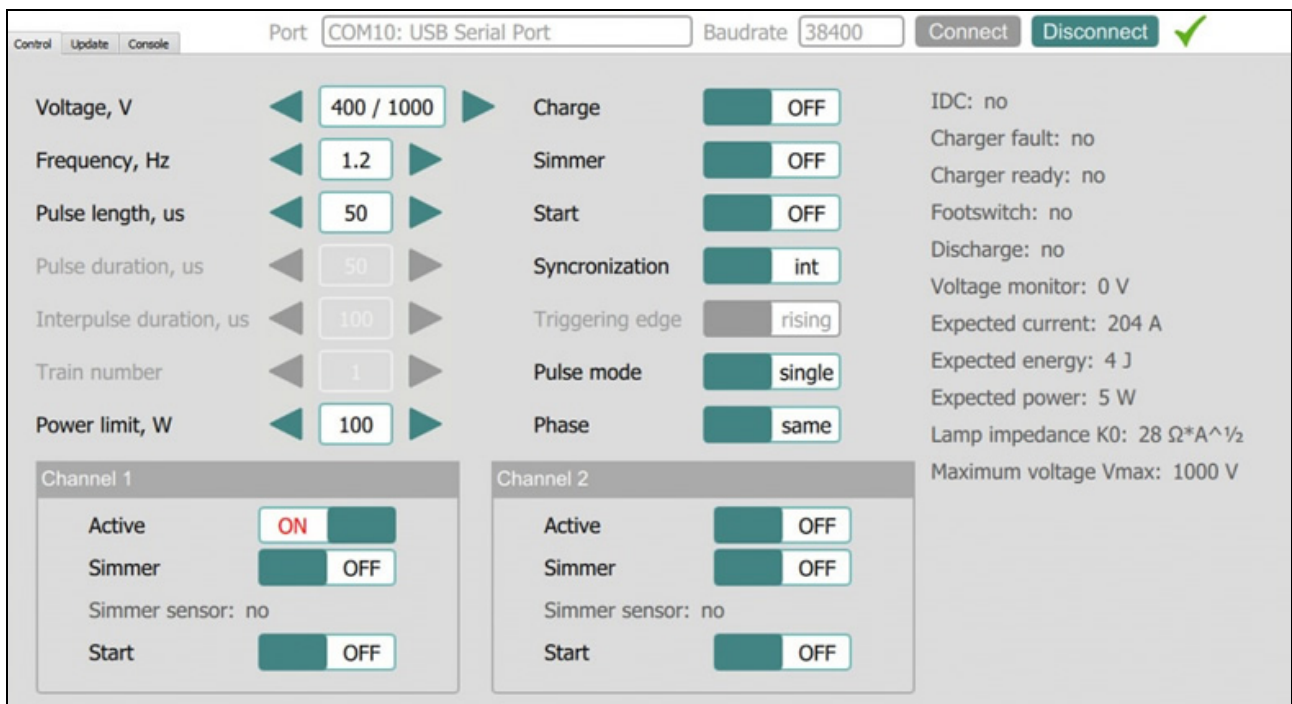 Control Update Console Port COM10: USB Serial Port Baudrate 38400 Connect Disconnect
Voltage, V 400 / 1000
Frequency, Hz 1.2
Pulse length, us 50
Pulse duration, us 50
Interpulse duration, us 100
Train number 1
Power limit, W 100
Charge OFF
Simmer OFF
Start OFF
Syncronization int
Triggering edge rising
Pulse mode single
Phase same
IDC: no
Charger fault: no
Charger ready: no
Footswitch: no
Discharge: no
Voltage monitor: 0 V
Expected current: 204 A
Expected energy: 4 J
Expected power: 5 W
Lamp impedance K0: 28 Ω*A^½
Maximum voltage Vmax: 1000 V
Channel 1
Active ON
Simmer OFF
Simmer sensor: no
Start OFF
Channel 2
Active OFF
Simmer OFF
Simmer sensor: no
Start OFF